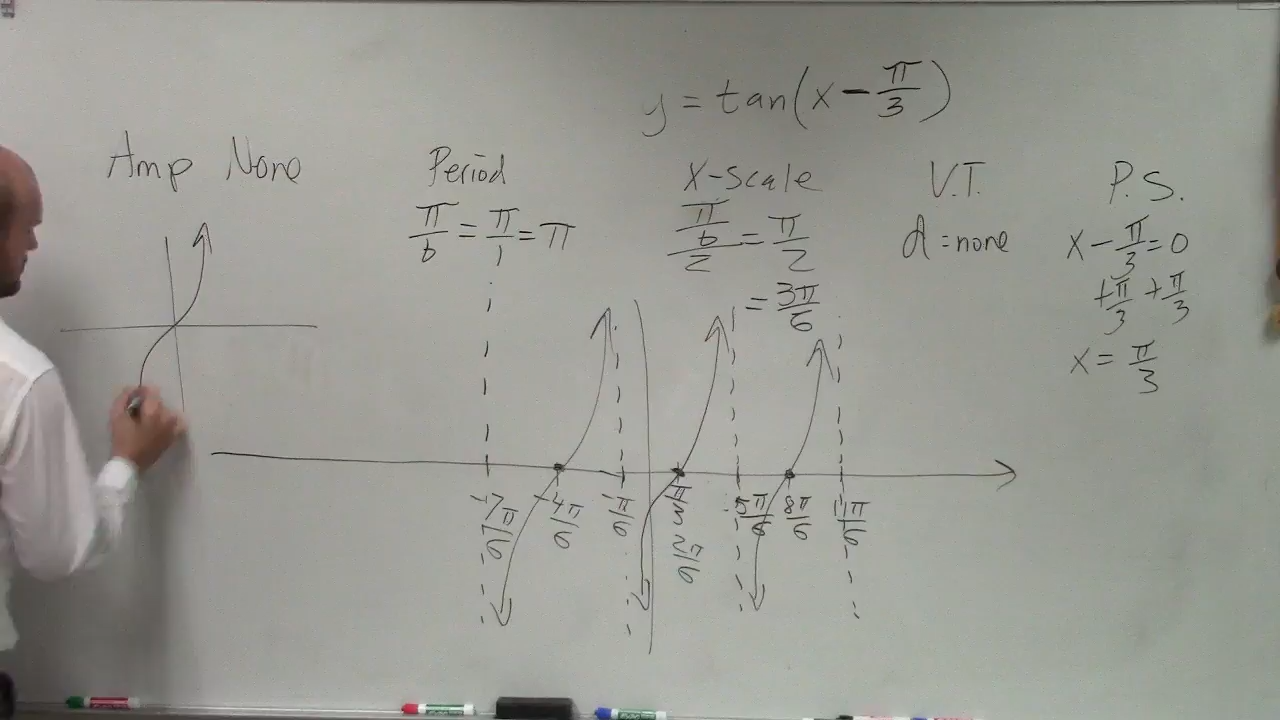 y = tan(x - π/3)
Amp None
Period
π/b = π/1 = π
X-Scale
π/b/2 = π/2
= 3π/6
V.T.
d = none
P.S.
x - π/3 = 0
+π/3 +π/3
x = π/3
-7π/6 -4π/6 -π/6 π/3 5π/6 8π/6 11π/6
2π/6